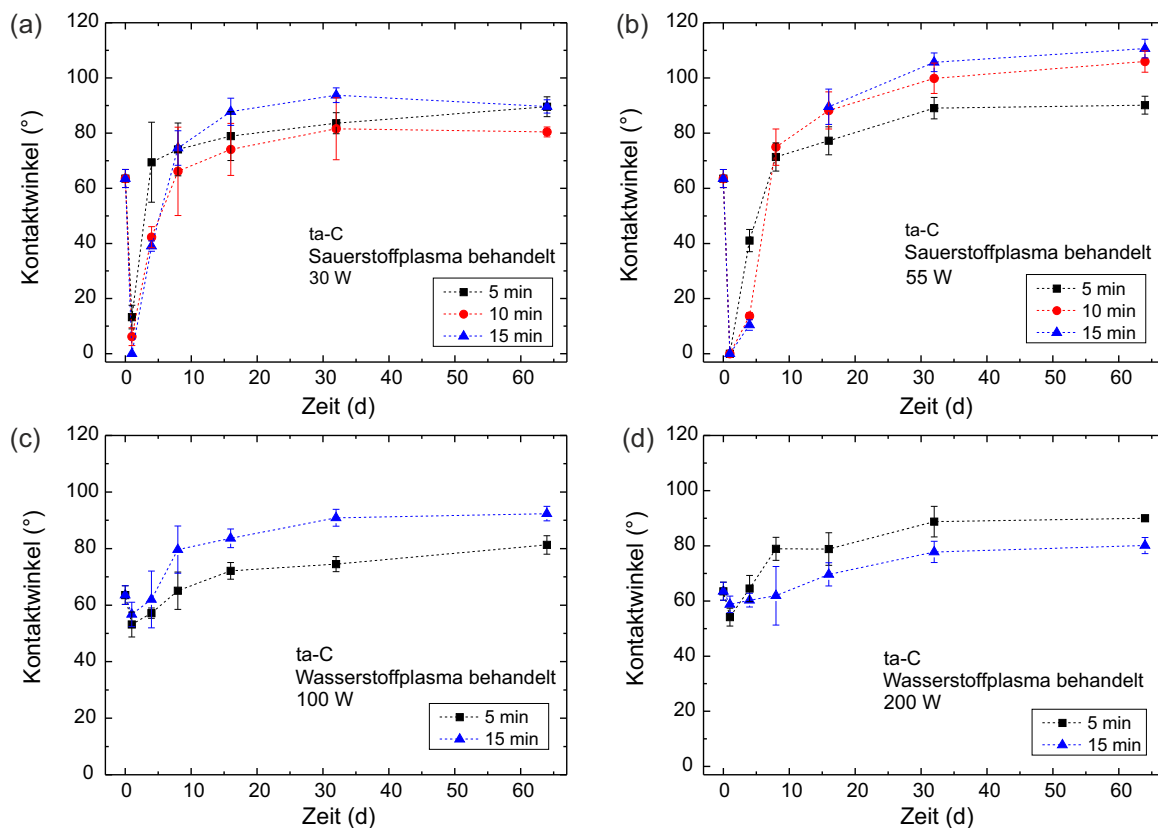 (a)
120
100
80
60
40
20
0
Kontaktwinkel (°)
ta-C
Sauerstoffplasma behandelt
30 W
5 min
10 min
15 min
0 10 20 30 40 50 60
Zeit (d)
(b)
120
100
80
60
40
20
0
Kontaktwinkel (°)
ta-C
Sauerstoffplasma behandelt
55 W
5 min
10 min
15 min
0 10 20 30 40 50 60
Zeit (d)
(c)
120
100
80
60
40
20
0
Kontaktwinkel (°)
ta-C
Wasserstoffplasma behandelt
100 W
5 min
15 min
0 10 20 30 40 50 60
Zeit (d)
(d)
120
100
80
60
40
20
0
Kontaktwinkel (°)
ta-C
Wasserstoffplasma behandelt
200 W
5 min
15 min
0 10 20 30 40 50 60
Zeit (d)